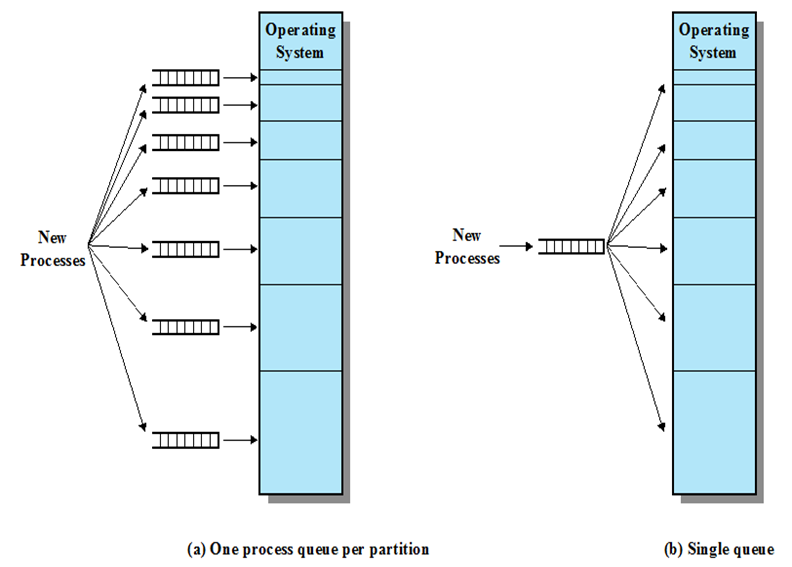 Operating
System
New
Processes
(a) One process queue per partition
Operating
System
New
Processes
(b) Single queue